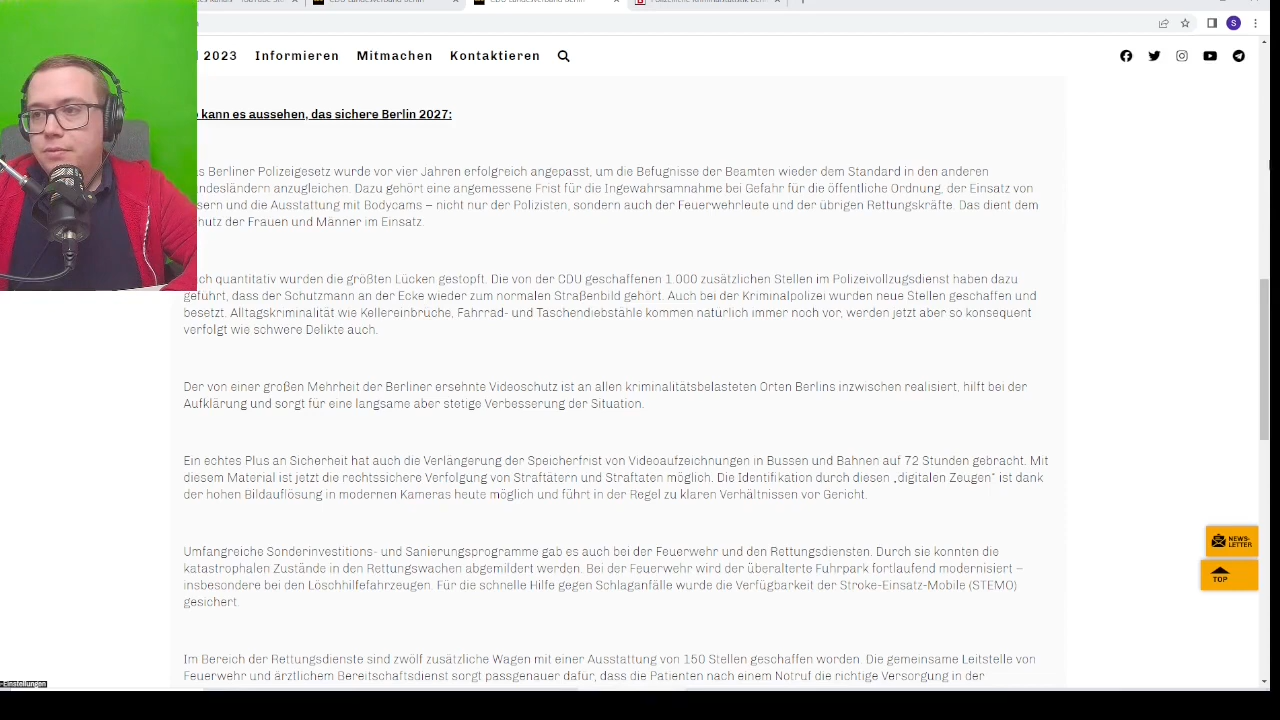 CDU Landesverband Berlin
CDU Landesverband Berlin
2023 Informieren Mitmachen Kontaktieren
kann es aussehen, das sichere Berlin 2027:
Berliner Polizeigesetz wurde vor vier Jahren erfolgreich angepasst, um die Befugnisse der Beamten wieder dem Standard in den anderen
ndesländern anzugleichen. Dazu gehört eine angemessene Frist für die Ingewahrsamnahme bei Gefahr für die öffentliche Ordnung, der Einsatz von
sern und die Ausstattung mit Bodycams – nicht nur der Polizisten, sondern auch der Feuerwehrleute und der übrigen Rettungskräfte. Das dient dem
hutz der Frauen und Männer im Einsatz.
ch quantitativ wurden die größten Lücken gestopft. Die von der CDU geschaffenen 1.000 zusätzlichen Stellen im Polizeivollzugsdienst haben dazu
geführt, dass der Schutzmann an der Ecke wieder zum normalen Straßenbild gehört. Auch bei der Kriminalpolizei wurden neue Stellen geschaffen und
besetzt. Alltagskriminalität wie Kellereinbrüche, Fahrrad- und Taschendiebstähle kommen natürlich immer noch vor, werden jetzt aber so konsequent
verfolgt wie schwere Delikte auch.
Der von einer großen Mehrheit der Berliner ersehnte Videoschutz ist an allen kriminalitätsbelasteten Orten Berlins inzwischen realisiert, hilft bei der
Aufklärung und sorgt für eine langsame aber stetige Verbesserung der Situation.
Ein echtes Plus an Sicherheit hat auch die Verlängerung der Speicherfrist von Videoaufzeichnungen in Bussen und Bahnen auf 72 Stunden gebracht. Mit
diesem Material ist jetzt die rechtssichere Verfolgung von Straftätern und Straftaten möglich. Die Identifikation durch diesen „digitalen Zeugen“ ist dank
der hohen Bildauflösung in modernen Kameras heute möglich und führt in der Regel zu klaren Verhältnissen vor Gericht.
Umfangreiche Sonderinvestitions- und Sanierungsprogramme gab es auch bei der Feuerwehr und den Rettungsdiensten. Durch sie konnten die
katastrophalen Zustände in den Rettungswachen abgemildert werden. Bei der Feuerwehr wird der überalterte Fuhrpark fortlaufend modernisiert –
insbesondere bei den Löschhilfefahrzeugen. Für die schnelle Hilfe gegen Schlaganfälle wurde die Verfügbarkeit der Stroke-Einsatz-Mobile (STEMO)
gesichert.
Im Bereich der Rettungsdienste sind zwölf zusätzliche Wagen mit einer Ausstattung von 150 Stellen geschaffen worden. Die gemeinsame Leitstelle von
Feuerwehr und ärztlichem Bereitschaftsdienst sorgt passgenauer dafür, dass die Patienten nach einem Notruf die richtige Versorgung in der
NEWS-
LETTER
TOP
S
-Einstellungen